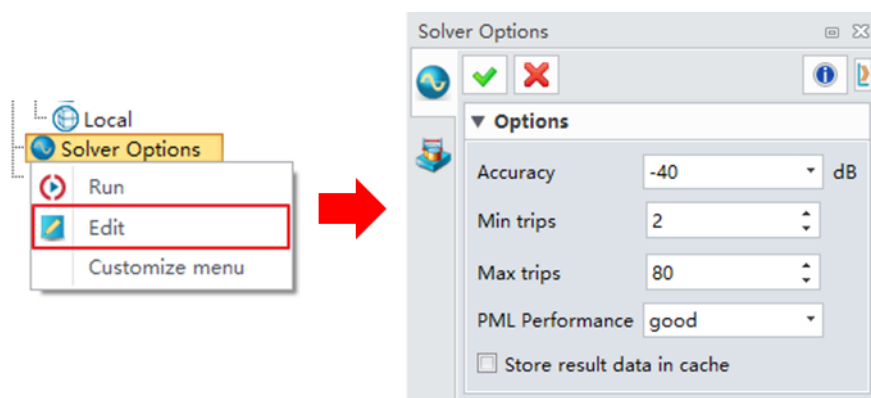 Local
Solver Options
Run
Edit
Customize menu
Solver Options
Options
Accuracy -40 dB
Min trips 2
Max trips 80
PML Performance good
Store result data in cache